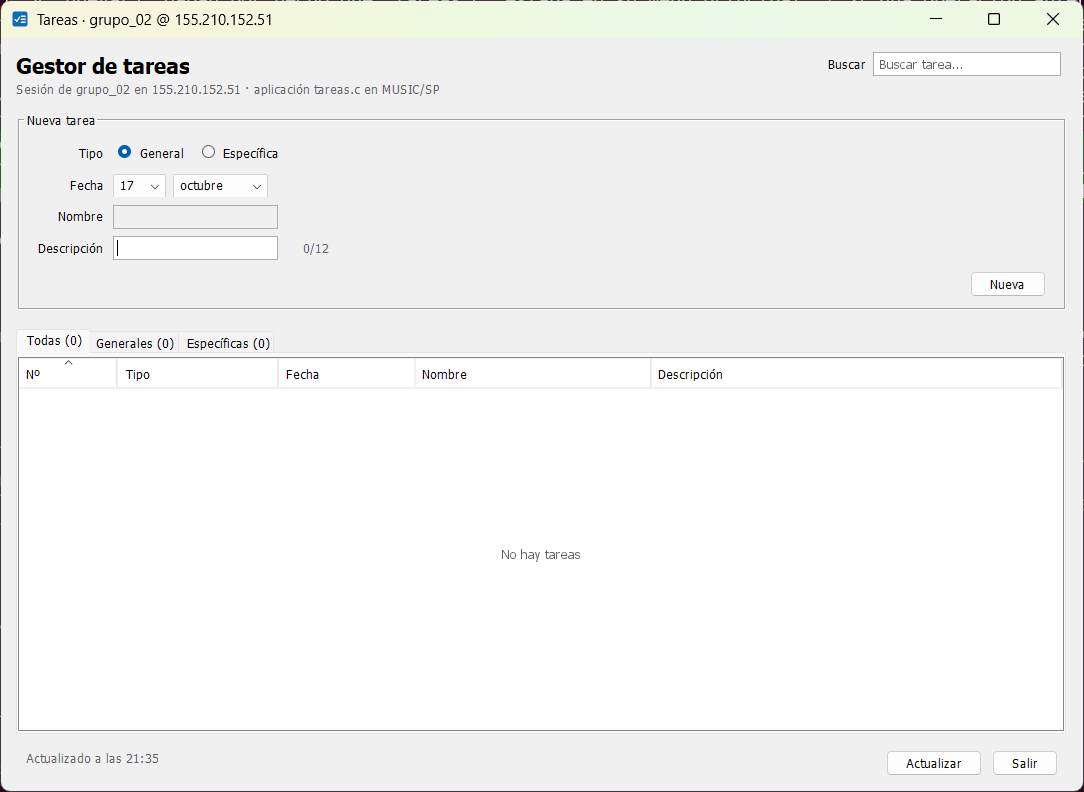 Tareas · grupo_02 @ 155.210.152.51
Gestor de tareas
Buscar
Buscar tarea...
Sesión de grupo_02 en 155.210.152.51 · aplicación tareas.c en MUSIC/SP
Nueva tarea
Tipo General Específica
Fecha 17 octubre
Nombre
Descripción 0/12
Nueva
Todas (0) Generales (0) Específicas (0)
Nº Tipo Fecha Nombre Descripción
No hay tareas
Actualizado a las 21:35
Actualizar Salir